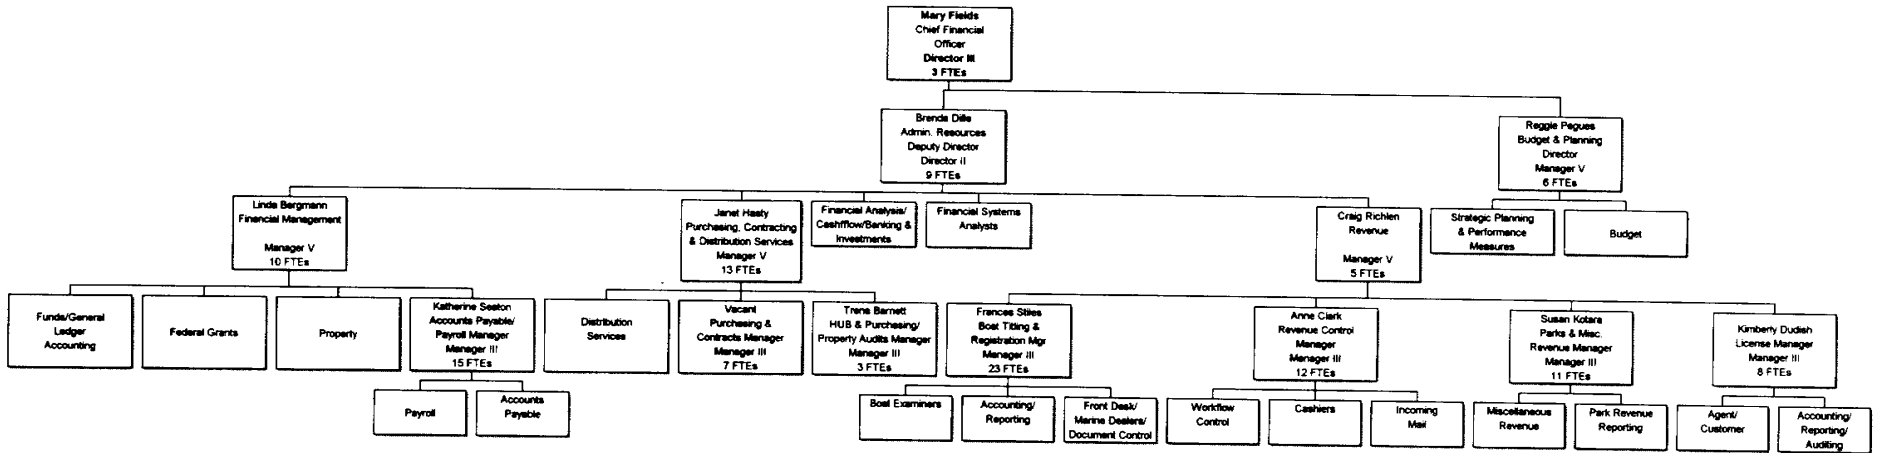 Mary Fields
Chief Financial
Officer
Director III
3 FTEs
Brenda Dille
Admin. Resources
Deputy Director
Director II
9 FTEs
Reggie Pegues
Budget & Planning
Director
Manager V
6 FTEs
Linda Bergmann
Financial Management
Manager V
10 FTEs
Janet Hasty
Purchasing, Contracting
& Distribution Services
Manager V
13 FTEs
Financial Analysis/
Cashfflow/Banking &
Investments
Financial Systems
Analysts
Craig Richlen
Revenue
Manager V
5 FTEs
Strategic Planning
& Performance
Measures
Budget
Funds/General
Ledger
Accounting
Federal Grants
Property
Katherine Seaton
Accounts Payable/
Payroll Manager
Manager III
15 FTEs
Distribution
Services
Vacant
Purchasing &
Contracts Manager
Manager III
7 FTEs
Trena Barnett
HUB & Purchasing/
Property Audits Manager
Manager III
3 FTEs
Frances Stiles
Boat Titling &
Registration Mgr
Manager III
23 FTEs
Anne Clark
Revenue Control
Manager
Manager III
12 FTEs
Susan Kotara
Parks & Misc.
Revenue Manager
Manager III
11 FTEs
Kimberly Dudish
License Manager
Manager III
8 FTEs
Payroll
Accounts
Payable
Boat Examiners
Accounting/
Reporting
Front Desk/
Marine Dealers/
Document Control
Workflow
Control
Cashiers
Incoming
Mail
Miscellaneous
Revenue
Park Revenue
Reporting
Agent/
Customer
Accounting/
Reporting/
Auditing